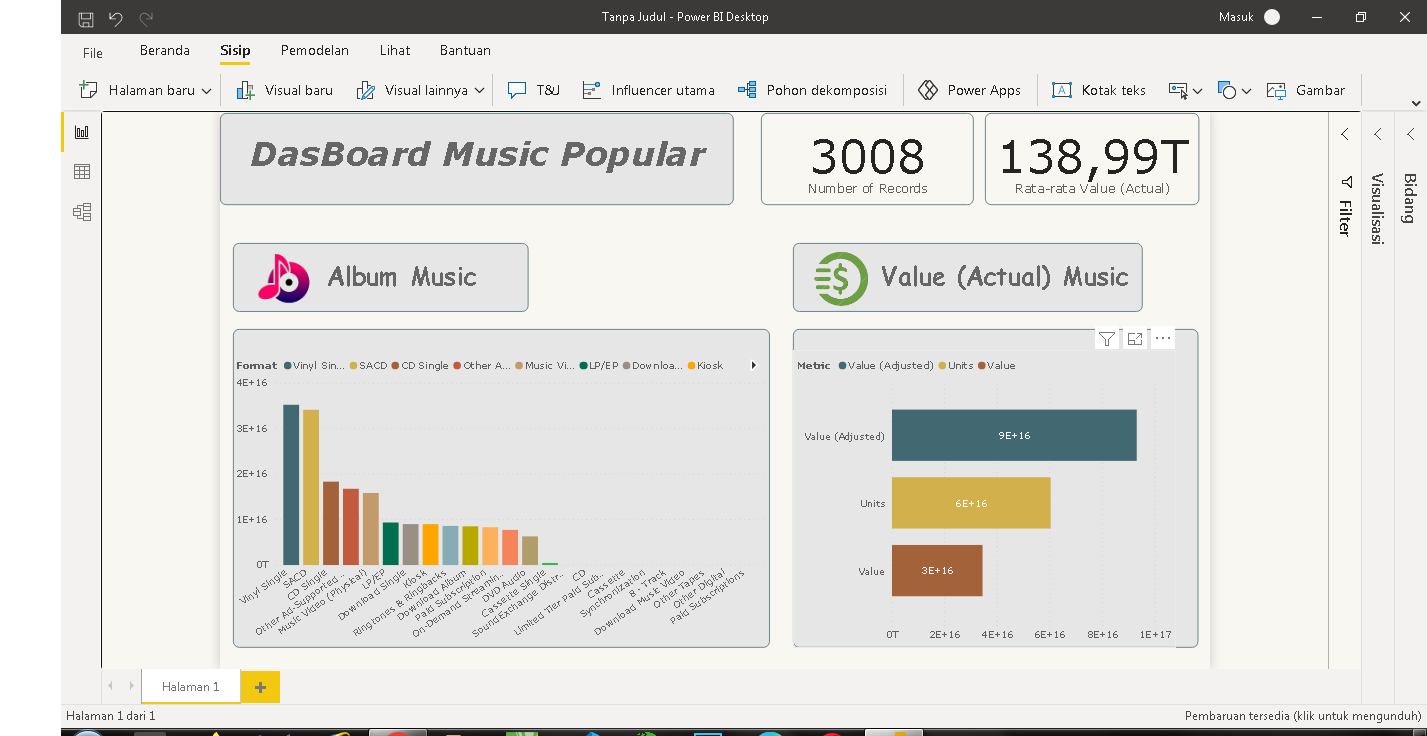 Tanpa Judul - Power BI Desktop
Masuk
File Beranda Sisip Pemodelan Lihat Bantuan
Halaman baru Visual baru Visual lainnya T&J Influencer utama Pohon dekomposisi Power Apps Kotak teks Gambar
DasBoard Music Popular
3008
Number of Records
138,99T
Rata-rata Value (Actual)
Filter
Visualisasi
Bidang
Album Music
Value (Actual) Music
Format Vinyl Sin... SACD CD Single Other A... Music Vi... LP/EP Downloa... Kiosk
4E+16
3E+16
2E+16
1E+16
0T
Vinyl Single
SACD
CD Single
Other Ad-Supported ...
Music Video (Physical)
LP/EP
Download Single
Kiosk
Ringtones & Ringbacks
Download Album
Paid Subscription
On-Demand Streamin...
DVD Audio
Cassette Single
SoundExchange Distr...
CD
Limited Tier Paid Sub...
Cassette
Synchronization
8 - Track
Download Music Video
Other Tapes
Other Digital
Paid Subscriptions
Metric Value (Adjusted) Units Value
Value (Adjusted) 9E+16
Units 6E+16
Value 3E+16
0T 2E+16 4E+16 6E+16 8E+16 1E+17
Halaman 1
Halaman 1 dari 1
Pembaruan tersedia (klik untuk mengunduh)